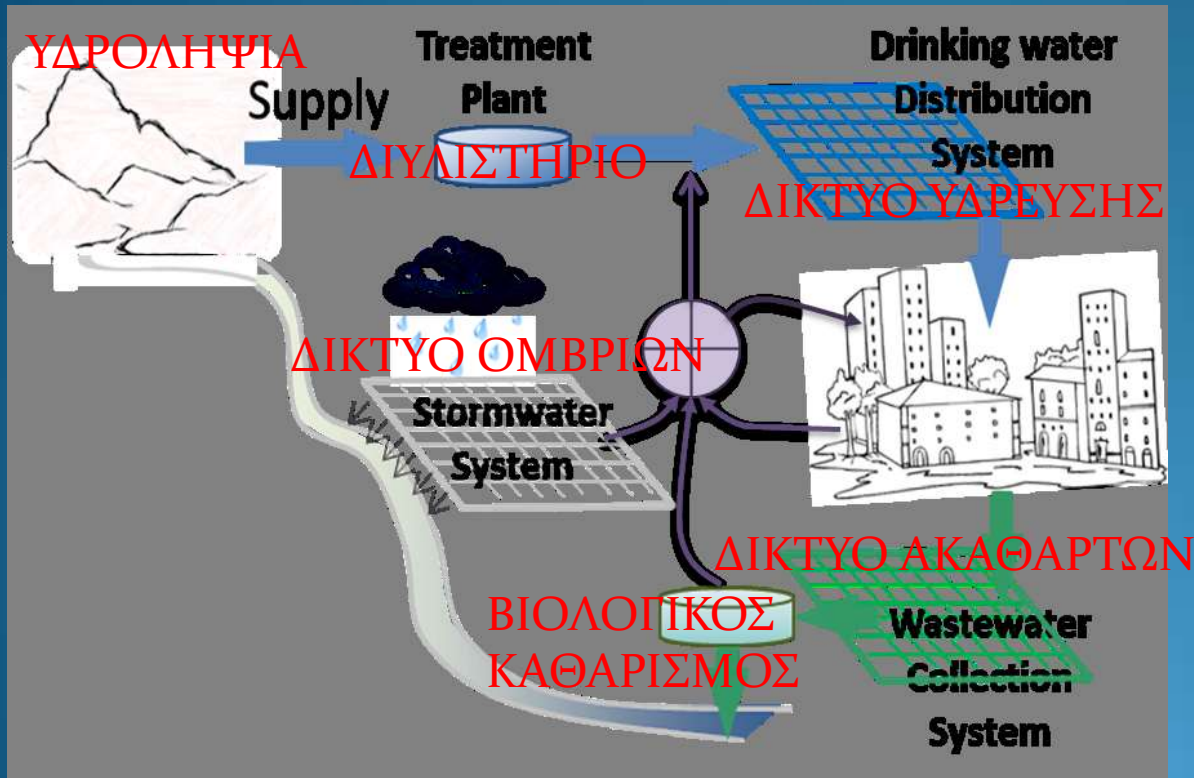 ΥΔΡΟΛΗΨΙΑ
Supply
Treatment
Plant
ΔΙΥΛΙΣΤΗΡΙΟ
Drinking water
Distribution
System
ΔΙΚΤΥΟ ΥΔΡΕΥΣΗΣ
ΔΙΚΤΥΟ ΟΜΒΡΙΩΝ
Stormwater
System
ΔΙΚΤΥΟ ΑΚΑΘΑΡΤΩΝ
ΒΙΟΛΟΓΙΚΟΣ
ΚΑΘΑΡΙΣΜΟΣ
Wastewater
Collection
System